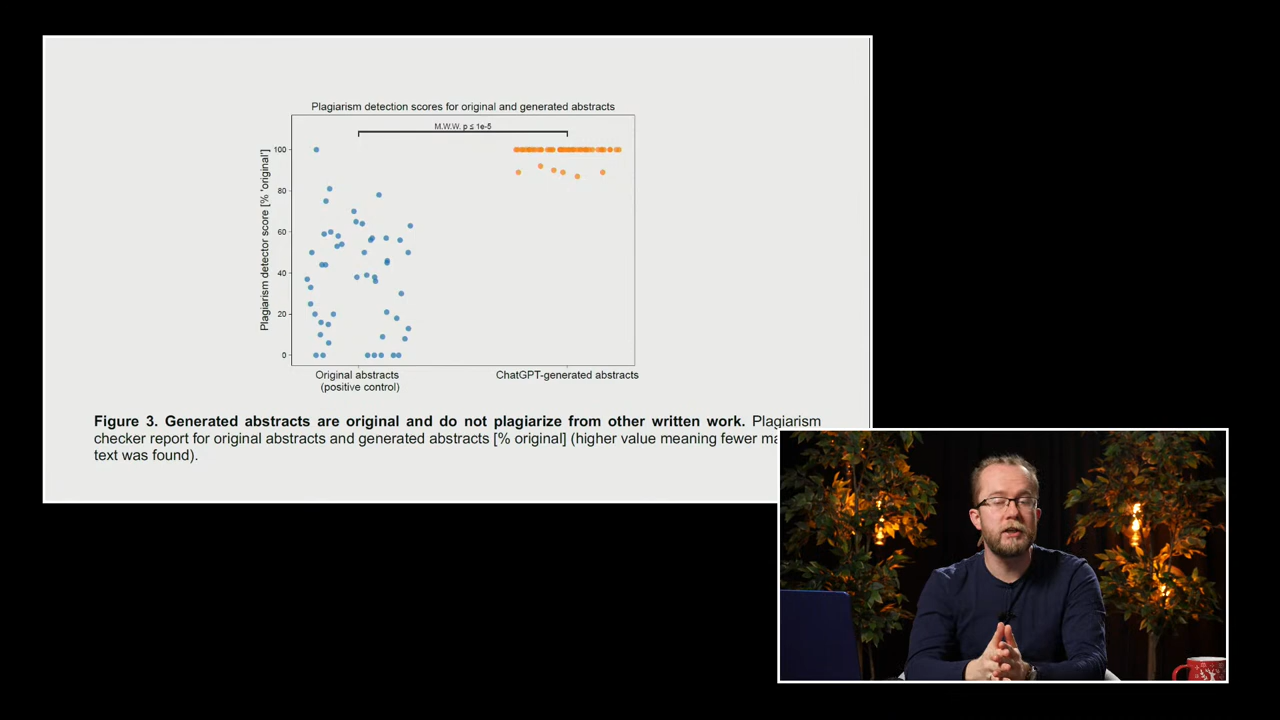 Plagiarism detection scores for original and generated abstracts
M.W.W. p ≤ 1e-5
Plagiarism detector score [% 'original']
100
80
60
40
20
0
Original abstracts
(positive control)
ChatGPT-generated abstracts
Figure 3. Generated abstracts are original and do not plagiarize from other written work. Plagiarism
checker report for original abstracts and generated abstracts [% original] (higher value meaning fewer
text was found).